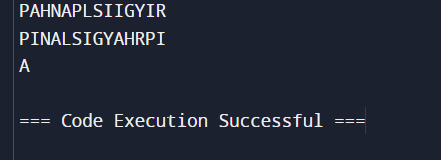 PAHNAPLSIIGYIR
PINALSIGYAHRPI
A
=== Code Execution Successful ===